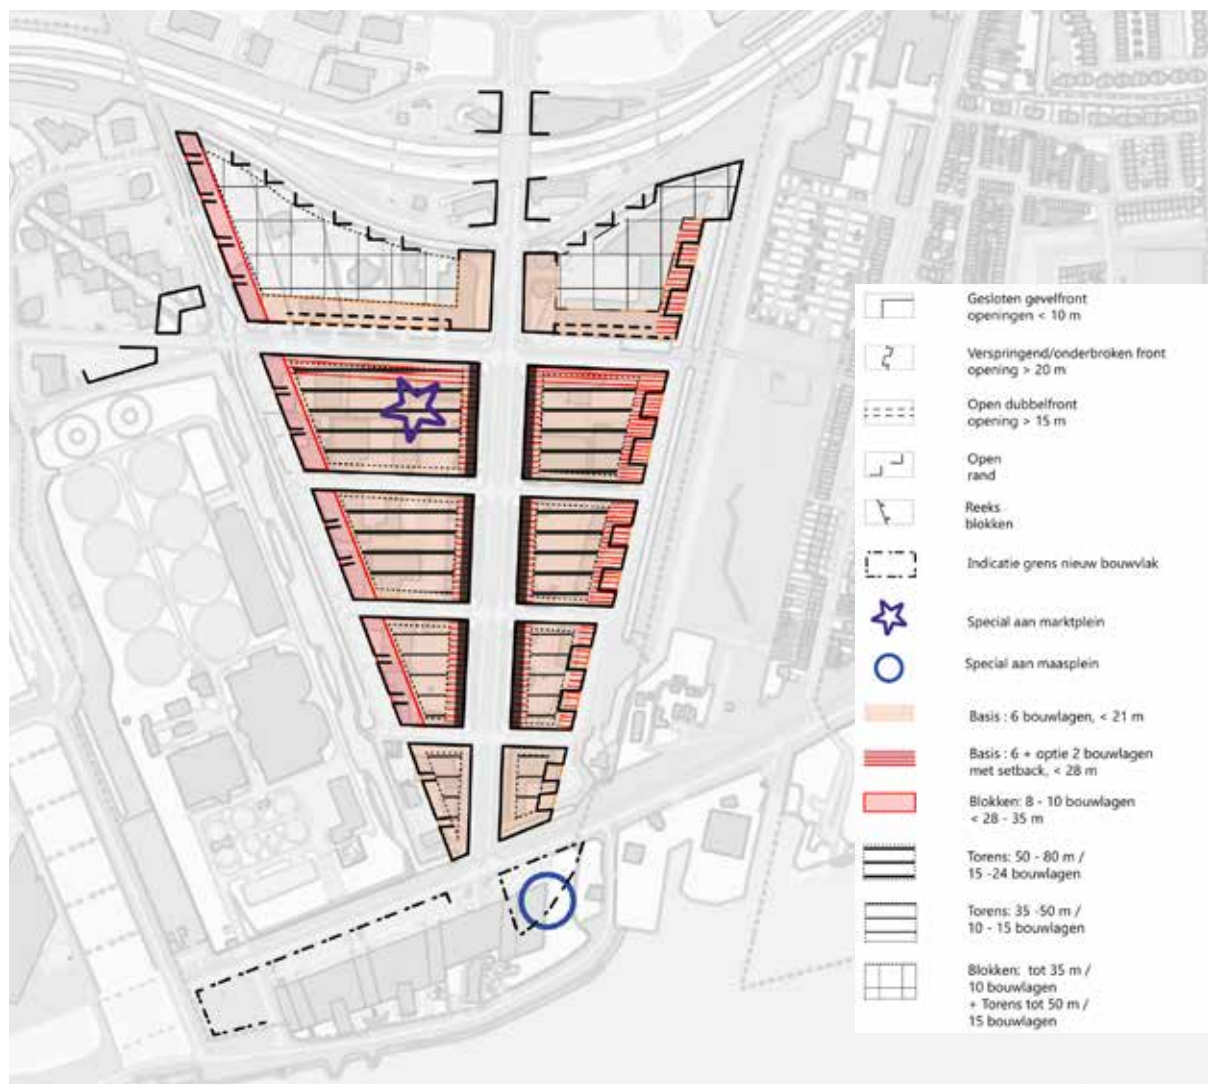 Gesloten gevelfront
openingen < 10 m
Verspringend/onderbroken front
opening > 20 m
Open dubbelfront
opening > 15 m
Open
rand
Reeks
blokken
Indicatie grens nieuw bouwvlak
Special aan marktplein
Special aan maasplein
Basis : 6 bouwlagen, < 21 m
Basis : 6 + optie 2 bouwlagen
met setback, < 28 m
Blokken: 8 - 10 bouwlagen
< 28 - 35 m
Torens: 50 - 80 m /
15 -24 bouwlagen
Torens: 35 -50 m /
10 - 15 bouwlagen
Blokken: tot 35 m /
10 bouwlagen
+ Torens tot 50 m /
15 bouwlagen